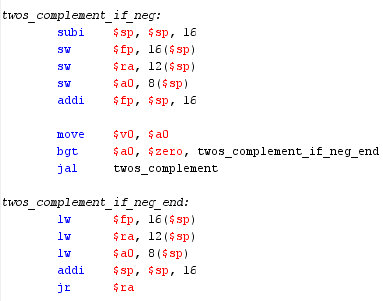 twos_complement_if_neg:
subi $sp, $sp, 16
sw $fp, 16($sp)
sw $ra, 12($sp)
sw $a0, 8($sp)
addi $fp, $sp, 16
move $v0, $a0
bgt $a0, $zero, twos_complement_if_neg_end
jal twos_complement
twos_complement_if_neg_end:
lw $fp, 16($sp)
lw $ra, 12($sp)
lw $a0, 8($sp)
addi $sp, $sp, 16
jr $ra